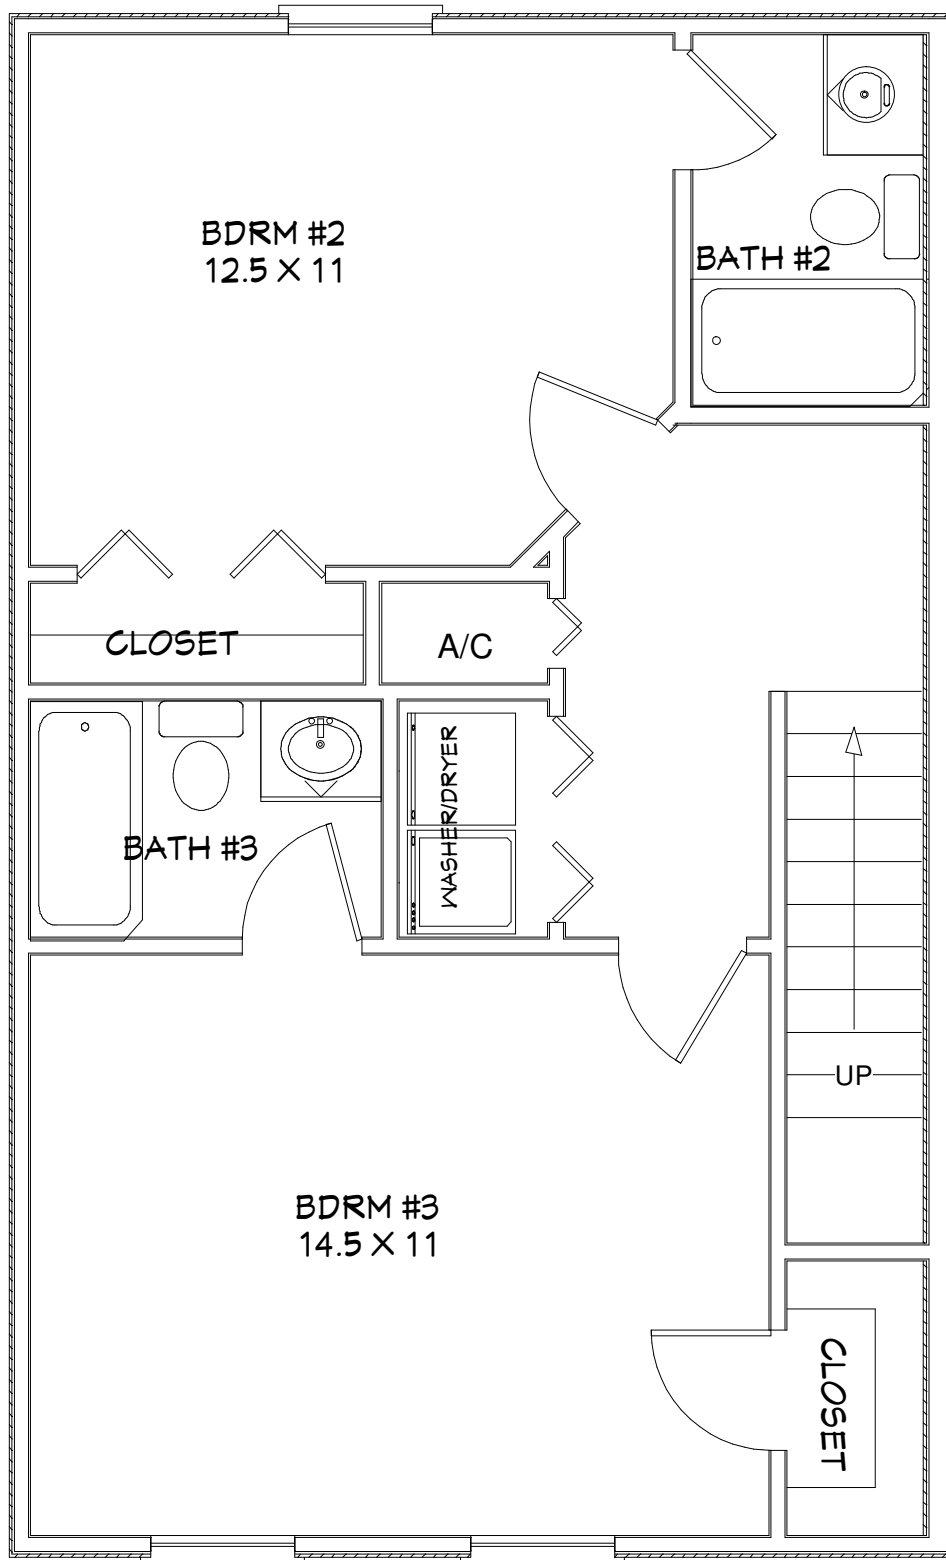 BDRM #2
12.5 X 11
BATH #2
CLOSET
A/C
WASHER/DRYER
BATH #3
UP
BDRM #3
14.5 X 11
CLOSET